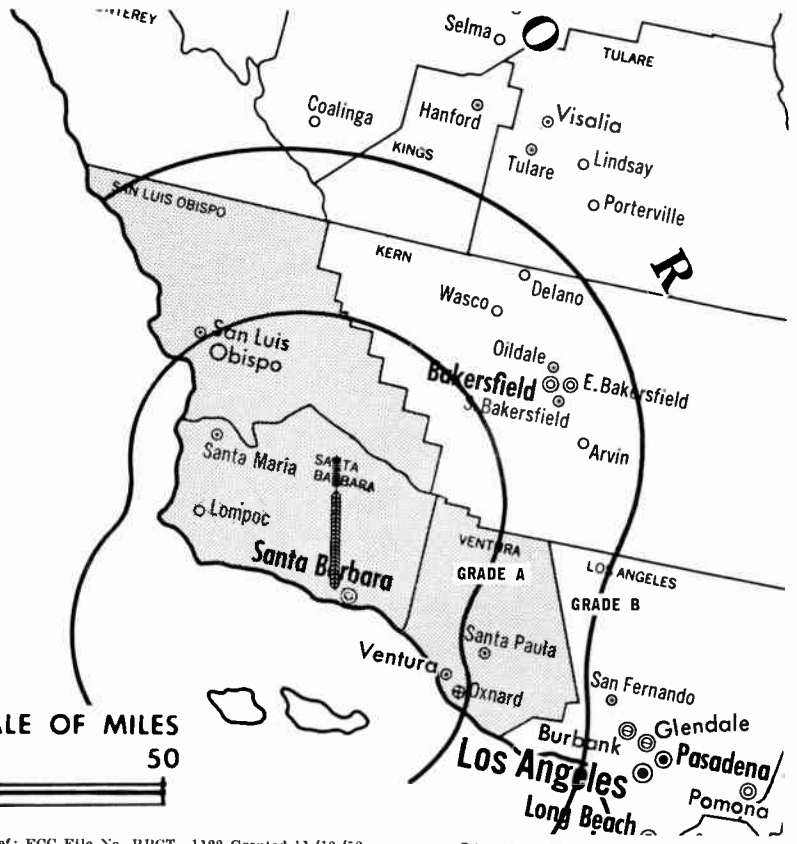 Selma
O
TULARE
Coalinga
Hanford
Visalia
KINGS
Tulare
Lindsay
SAN LUIS OBISPO
Porterville
KERN
R
Wasco
Delano
San Luis
Obispo
Oildale
Bakersfield
E. Bakersfield
S. Bakersfield
Arvin
Santa Maria
SANTA
BARBARA
Lompoc
VENTURA
Santa Barbara
GRADE A
LOS ANGELES
GRADE B
Santa Paula
Ventura
Oxnard
San Fernando
SCALE OF MILES
50
Burbank
Glendale
Los Angeles
Pasadena
Long Beach
Pomona